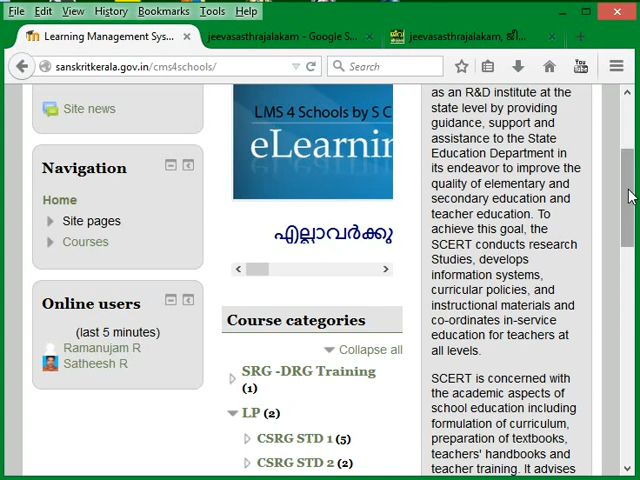 File Edit View History Bookmarks Tools Help
Learning Management Sys...
jeevasasthrajalakam - Google S...
jeevasasthrajalakam, ജീ...
sanskritkerala.gov.in/cms4schools/
Search
Site news
Navigation
Home
Site pages
Courses
Online users
(last 5 minutes)
Ramanujam R
Satheesh R
LMS 4 Schools by S C
eLearnin
എല്ലാവർക്കു
Course categories
Collapse all
SRG -DRG Training
(1)
LP (2)
CSRG STD 1 (5)
CSRG STD 2 (2)
as an R&D institute at the
state level by providing
guidance, support and
assistance to the State
Education Department in
its endeavor to improve the
quality of elementary and
secondary education and
teacher education. To
achieve this goal, the
SCERT conducts research
Studies, develops
information systems,
curricular policies, and
instructional materials and
co-ordinates in-service
education for teachers at
all levels.
SCERT is concerned with
the academic aspects of
school education including
formulation of curriculum,
preparation of textbooks,
teachers' handbooks and
teacher training. It advises